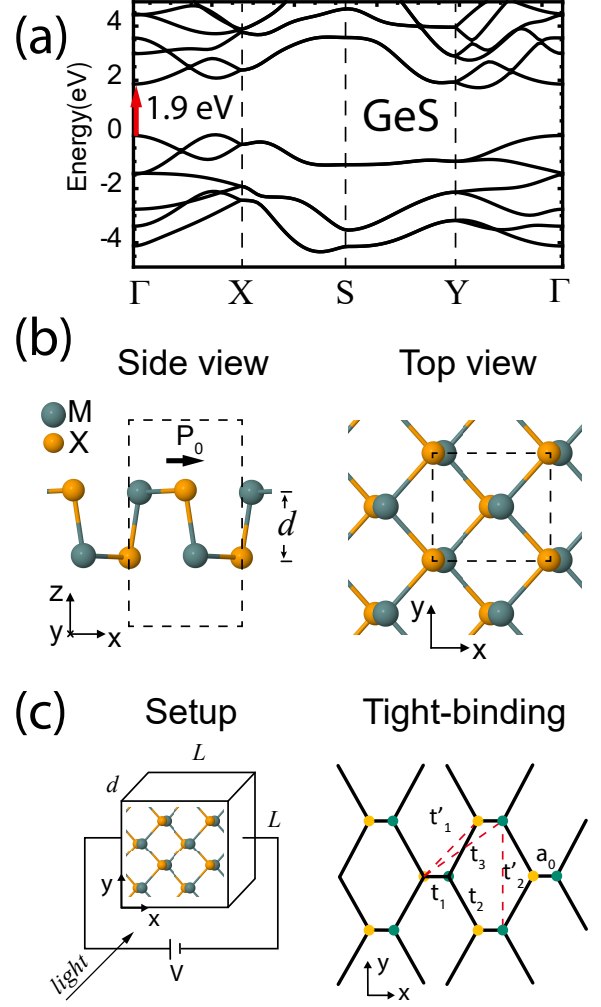 (a)
Energy(eV)
4
2
0
-2
-4
1.9 eV
GeS
Γ X S Y Γ
(b)
Side view
Top view
M
X
P₀
d
z
y
x
y
x
(c)
Setup
Tight-binding
L
d
L
y
x
light
V
t'₁
t₃
t'₂
a₀
t₁
t₂
y
x